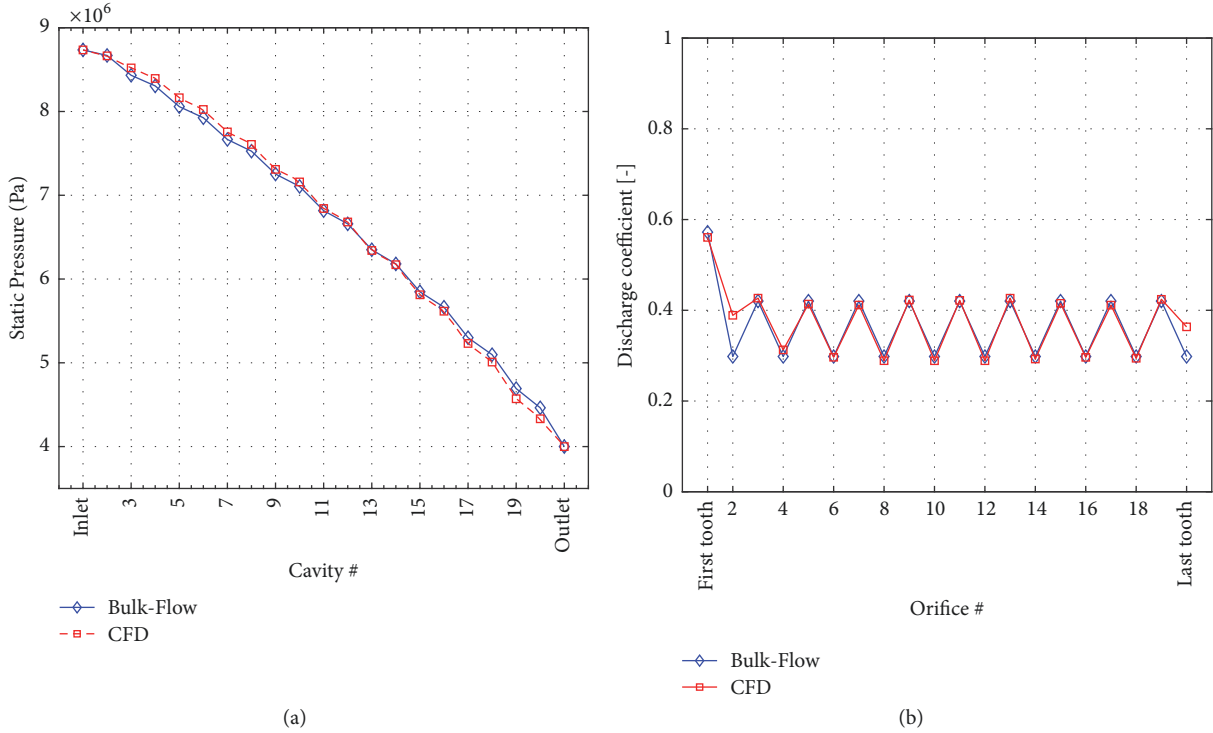 ×10⁶
9
8
7
6
5
4
Static Pressure (Pa)
Inlet
3
5
7
9
11
13
15
17
19
Outlet
Cavity #
Bulk-Flow
CFD
(a)
1
0.8
0.6
0.4
0.2
0
Discharge coefficient [-]
First tooth
2
4
6
8
10
12
14
16
18
Last tooth
Orifice #
Bulk-Flow
CFD
(b)